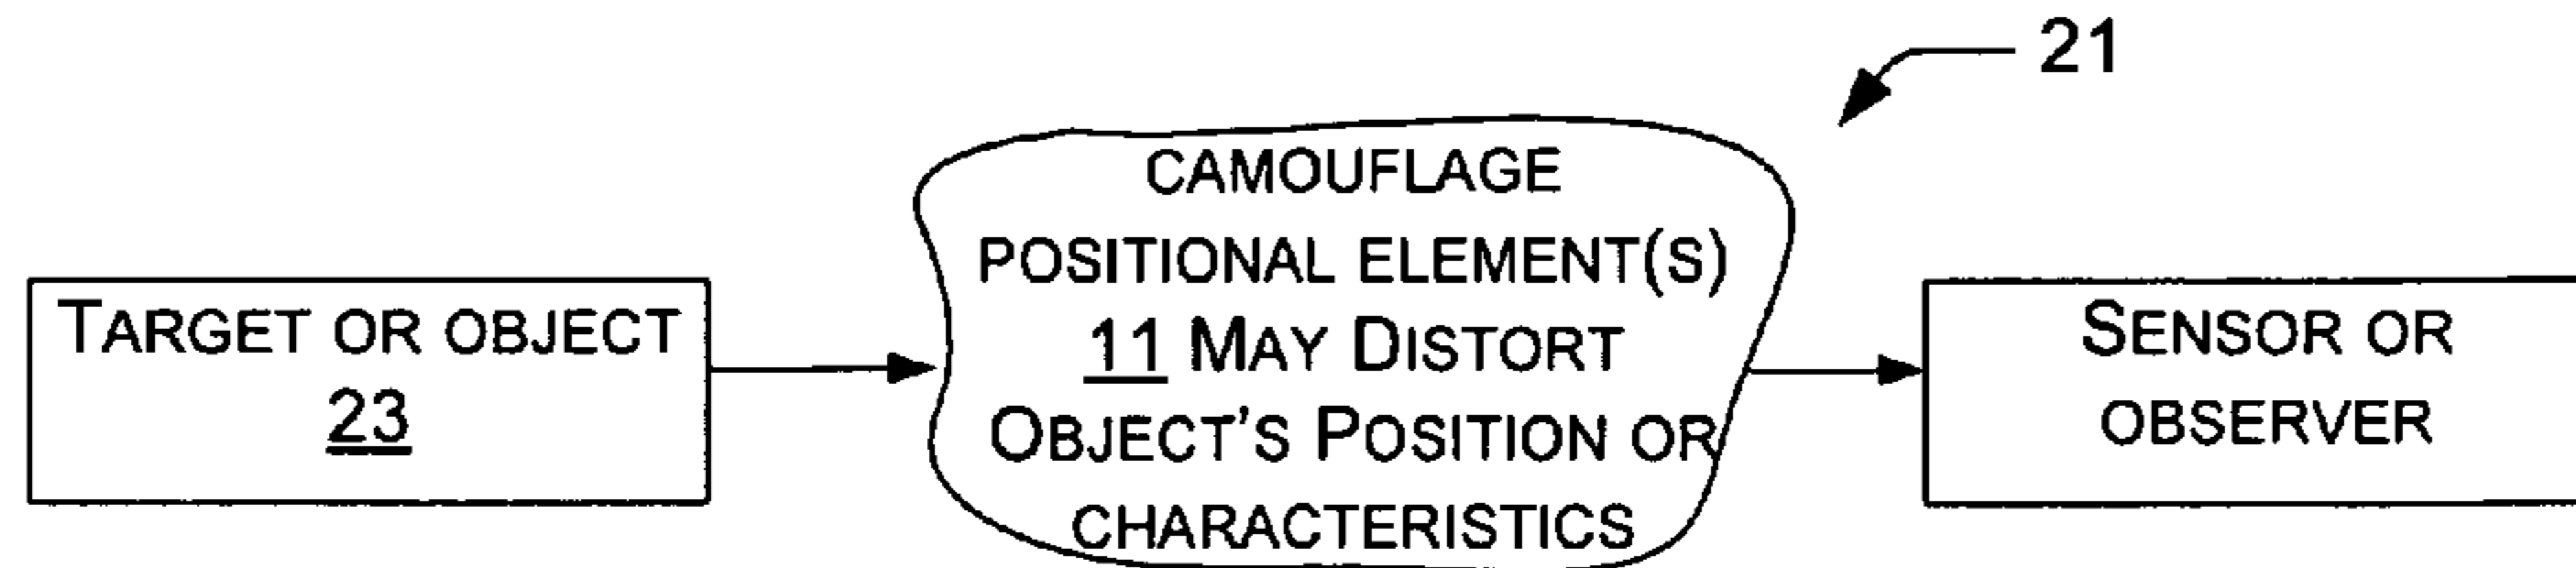 21
TARGET OR OBJECT
23
CAMOUFLAGE
POSITIONAL ELEMENT(S)
11 MAY DISTORT
OBJECT'S POSITION OR
CHARACTERISTICS
SENSOR OR
OBSERVER